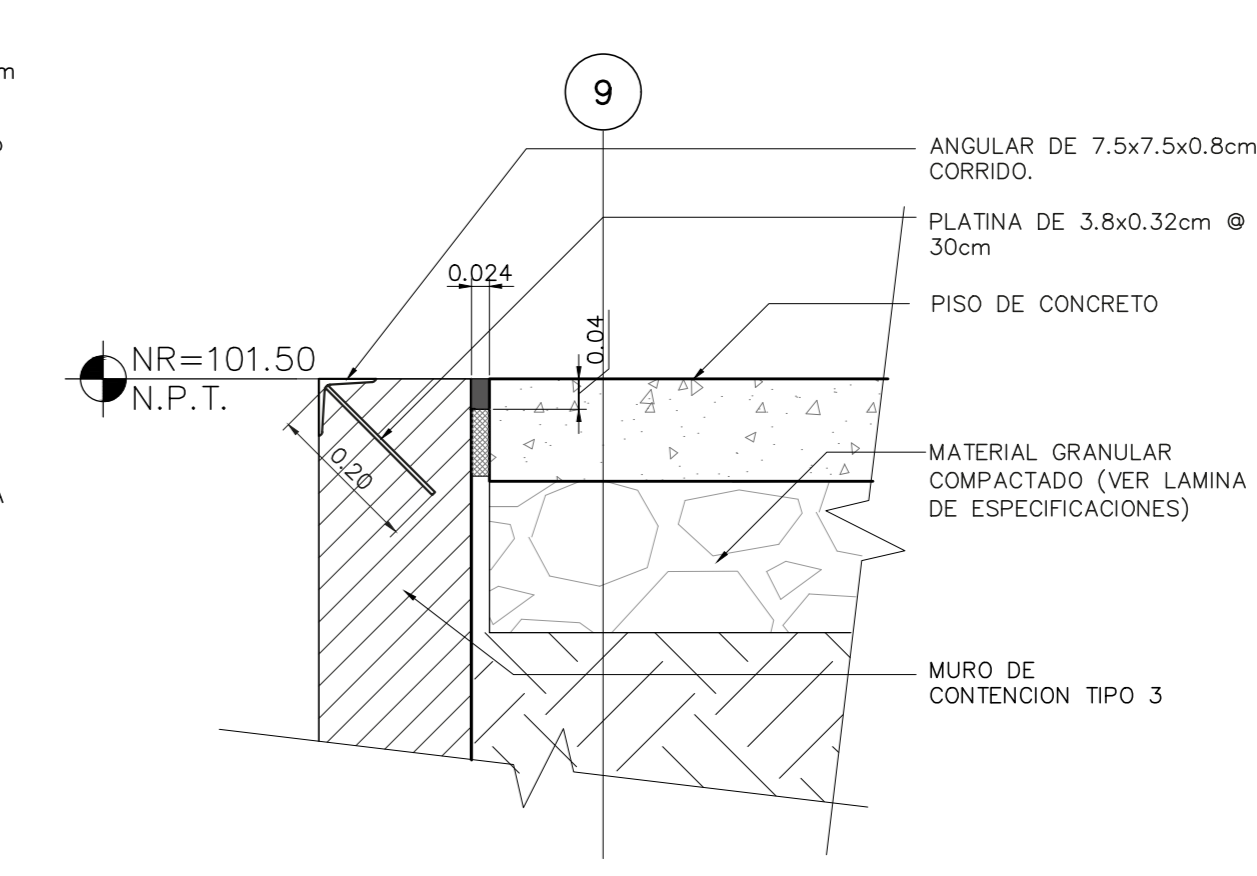 m
9
ANGULAR DE 7.5x7.5x0.8cm
CORRIDO.
PLATINA DE 3.8x0.32cm @
30cm
0.024
0.04
PISO DE CONCRETO
NR=101.50
N.P.T.
0.20
MATERIAL GRANULAR
COMPACTADO (VER LAMINA
DE ESPECIFICACIONES)
A
MURO DE
CONTENCION TIPO 3